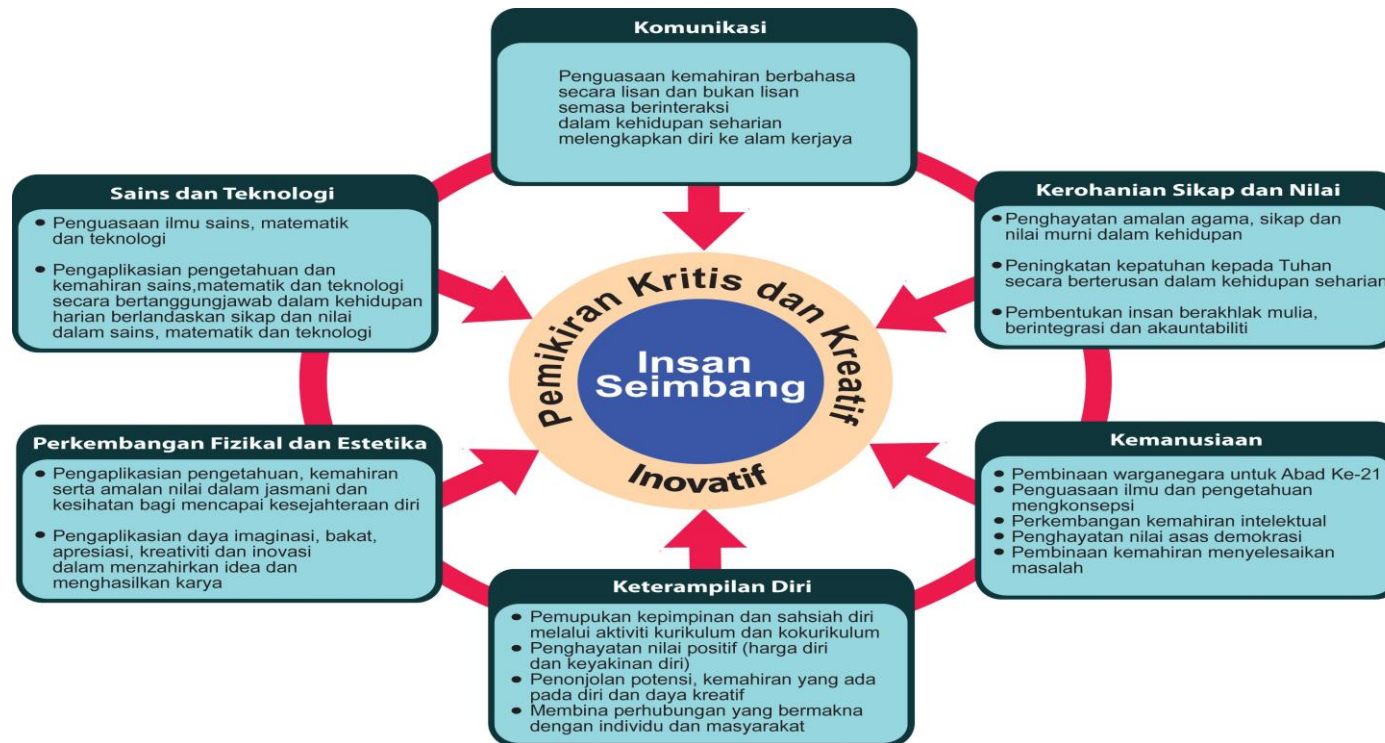 Komunikasi
Penguasaan kemahiran berbahasa
secara lisan dan bukan lisan
semasa berinteraksi
dalam kehidupan seharian
melengkapkan diri ke alam kerjaya
Sains dan Teknologi
• Penguasaan ilmu sains, matematik
dan teknologi
• Pengaplikasian pengetahuan dan
kemahiran sains,matematik dan teknologi
secara bertanggungjawab dalam kehidupan
harian berlandaskan sikap dan nilai
dalam sains, matematik dan teknologi
Kerohanian Sikap dan Nilai
• Penghayatan amalan agama, sikap dan
nilai murni dalam kehidupan
• Peningkatan kepatuhan kepada Tuhan
secara berterusan dalam kehidupan seharian
• Pembentukan insan berakhlak mulia,
berintegrasi dan akauntabiliti
Pemikiran Kritis dan Kreatif
Insan
Seimbang
Inovatif
Perkembangan Fizikal dan Estetika
• Pengaplikasian pengetahuan, kemahiran
serta amalan nilai dalam jasmani dan
kesihatan bagi mencapai kesejahteraan diri
• Pengaplikasian daya imaginasi, bakat,
apresiasi, kreativiti dan inovasi
dalam menzahirkan idea dan
menghasilkan karya
Kemanusiaan
• Pembinaan warganegara untuk Abad Ke-21
• Penguasaan ilmu dan pengetahuan
mengkonsepsi
• Perkembangan kemahiran intelektual
• Penghayatan nilai asas demokrasi
• Pembinaan kemahiran menyelesaikan
masalah
Keterampilan Diri
• Pemupukan kepimpinan dan sahsiah diri
melalui aktiviti kurikulum dan kokurikulum
• Penghayatan nilai positif (harga diri
dan keyakinan diri)
• Penonjolan potensi, kemahiran yang ada
pada diri dan daya kreatif
• Membina perhubungan yang bermakna
dengan individu dan masyarakat